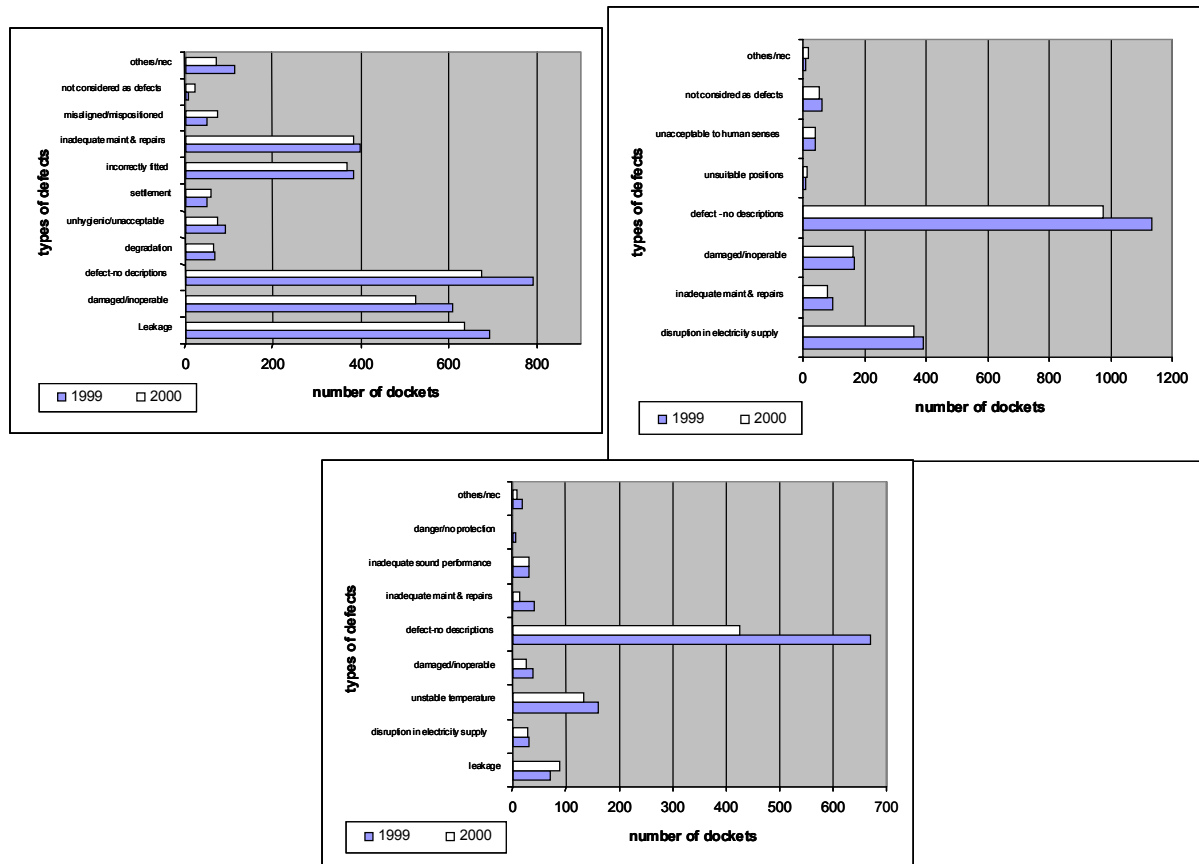 others/nec
not considered as defects
misaligned/mispositioned
inadequate maint & repairs
incorrectly fitted
settlement
unhygienic/unacceptable
degradation
defect-no decriptions
damaged/inoperable
Leakage
types of defects
0 200 400 600 800
number of dockets
1999 2000
others/nec
not considred as defects
unacceptable to human senses
unsuitable positions
defect -no descriptions
damaged/inoperable
inadequate maint & repairs
disruption in electricity supply
types of defects
0 200 400 600 800 1000 1200
number of dockets
1999 2000
others/nec
danger/no protection
inadequate sound performance
inadequate maint & repairs
defect-no descriptions
damaged/inoperable
unstable temperature
disruption in electricity supply
leakage
types of defects
0 100 200 300 400 500 600 700
number of dockets
1999 2000